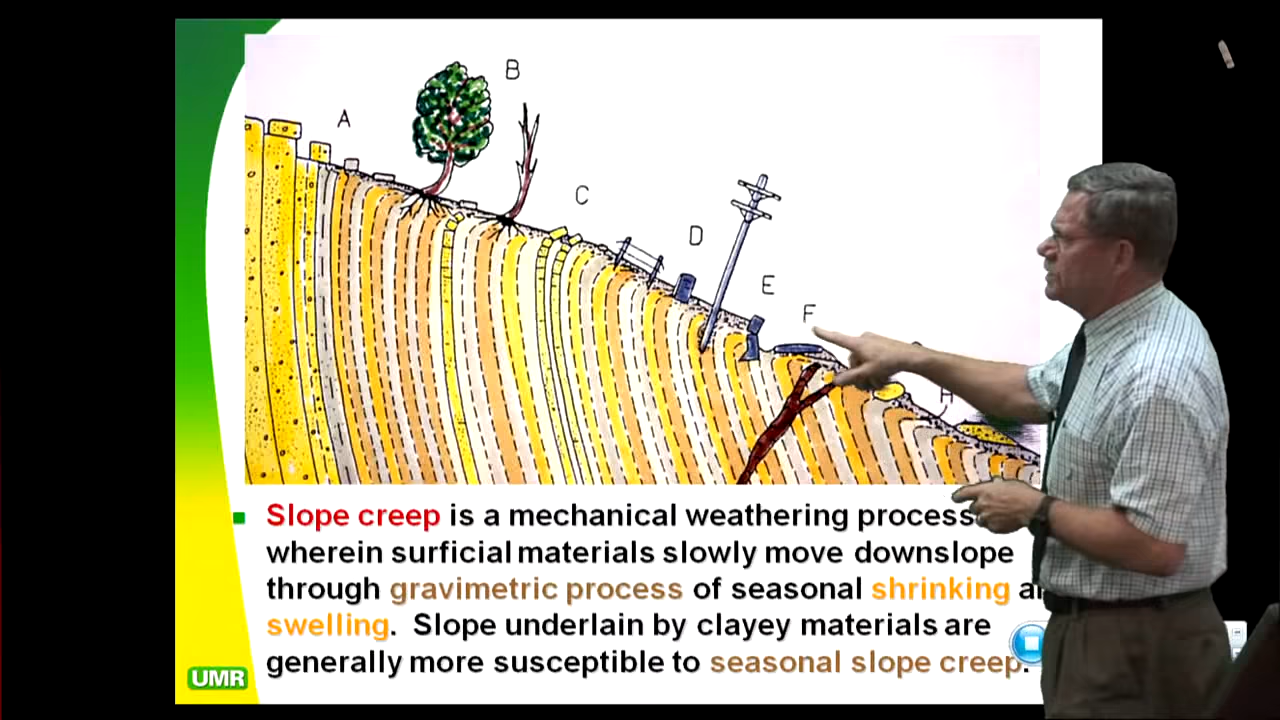 A
B
C
D
E
F
H
Slope creep is a mechanical weathering process
wherein surficial materials slowly move downslope
through gravimetric process of seasonal shrinking
swelling. Slope underlain by clayey materials are
generally more susceptible to seasonal slope creep.
UMR